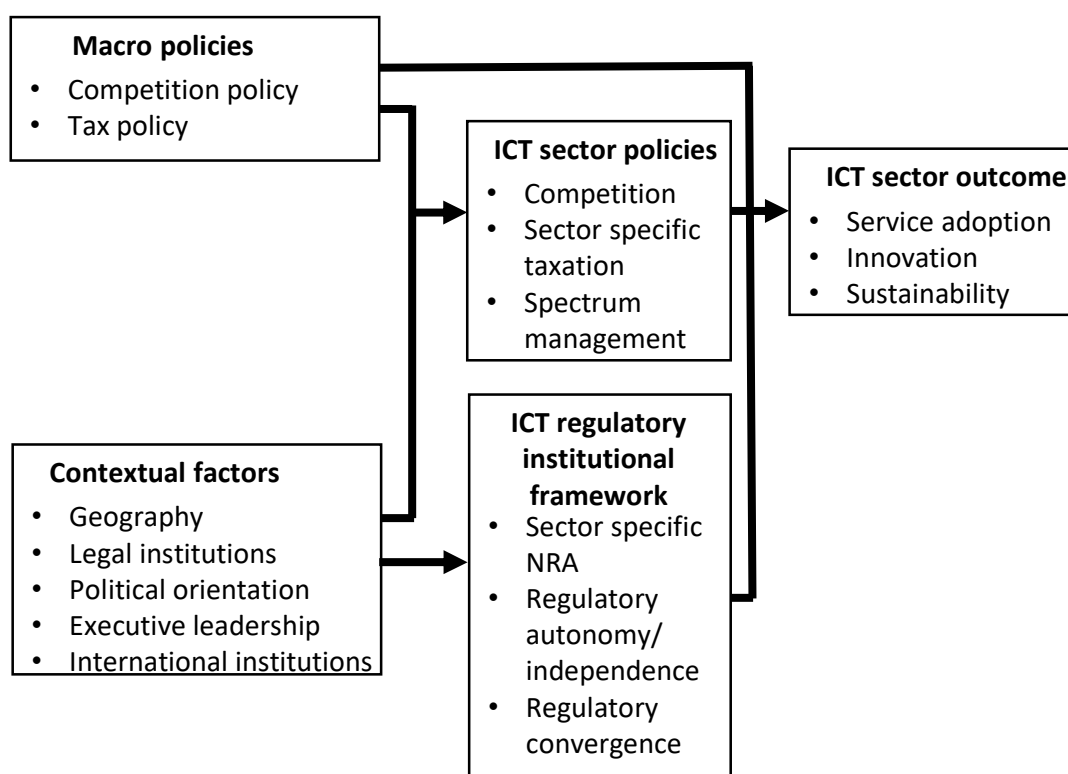 Macro policies
• Competition policy
• Tax policy
ICT sector policies
• Competition
• Sector specific
taxation
• Spectrum
management
ICT sector outcome
• Service adoption
• Innovation
• Sustainability
Contextual factors
• Geography
• Legal institutions
• Political orientation
• Executive leadership
• International institutions
ICT regulatory
institutional
framework
• Sector specific
NRA
• Regulatory
autonomy/
independence
• Regulatory
convergence